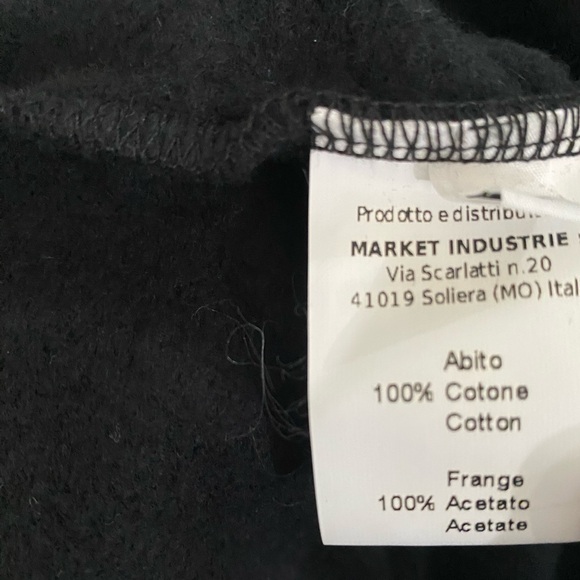 Prodotto e distribu
MARKET INDUSTRIE
Via Scarlatti n.20
41019 Soliera (MO) Ital
Abito
100% Cotone
Cotton
Frange
100% Acetato
Acetate